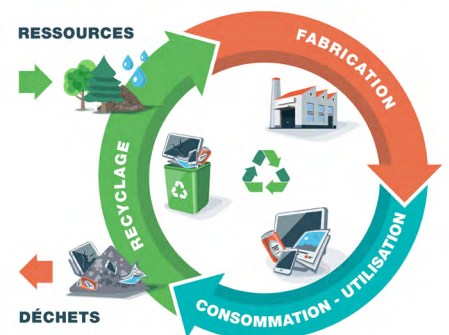 RESSOURCES
FABRICATION
RECYCLAGE
CONSOMMATION - UTILISATION
DÉCHETS